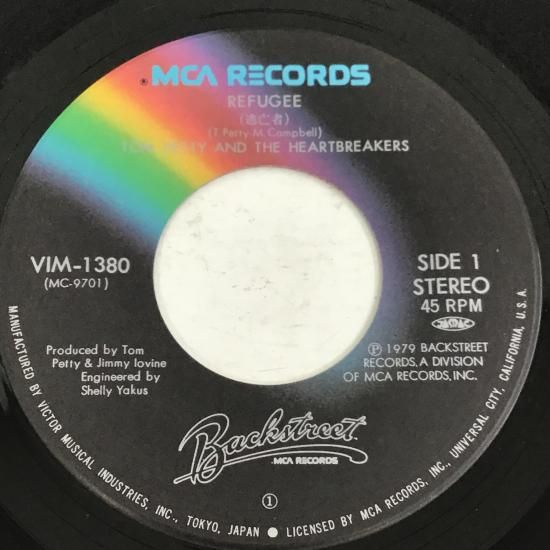 MCA RECORDS
REFUGEE
(逃亡者)
(T. Petty-M. Campbell)
TOM PETTY AND THE HEARTBREAKERS
VIM-1380
(MC-9701)
SIDE 1
STEREO
45 RPM
Produced by Tom
Petty & Jimmy Iovine
Engineered by
Shelly Yakus
Ⓟ 1979 BACKSTREET
RECORDS, A DIVISION
OF MCA RECORDS, INC.
Backstreet
MCA RECORDS
①
MANUFACTURED BY VICTOR MUSICAL INDUSTRIES, INC., TOKYO, JAPAN ● LICENSED BY MCA RECORDS, INC., UNIVERSAL CITY, CALIFORNIA, U.S.A.